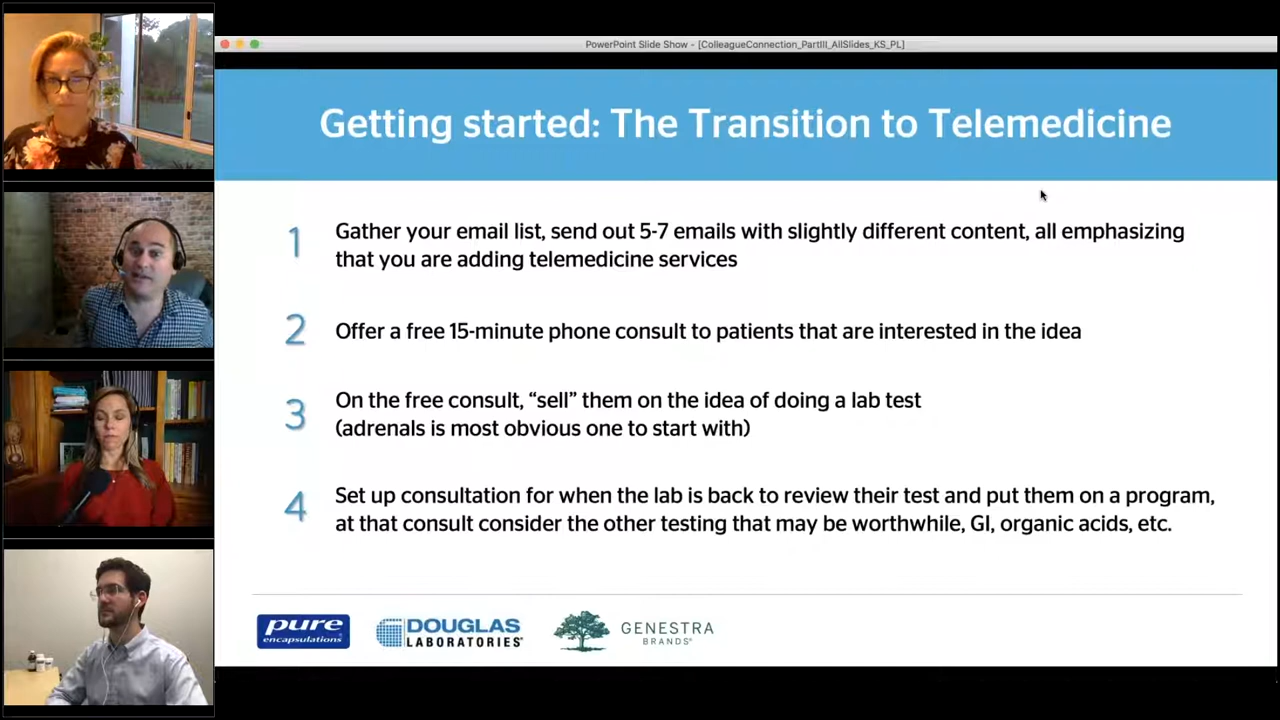 PowerPoint Slide Show - [ColleagueConnection_PartIII_AllSlides_KS_PL]
Getting started: The Transition to Telemedicine
1 Gather your email list, send out 5-7 emails with slightly different content, all emphasizing
that you are adding telemedicine services
2 Offer a free 15-minute phone consult to patients that are interested in the idea
3 On the free consult, “sell” them on the idea of doing a lab test
(adrenals is most obvious one to start with)
4 Set up consultation for when the lab is back to review their test and put them on a program,
at that consult consider the other testing that may be worthwhile, GI, organic acids, etc.
pure
encapsulations®
DOUGLAS
LABORATORIES®
GENESTRA
BRANDS®